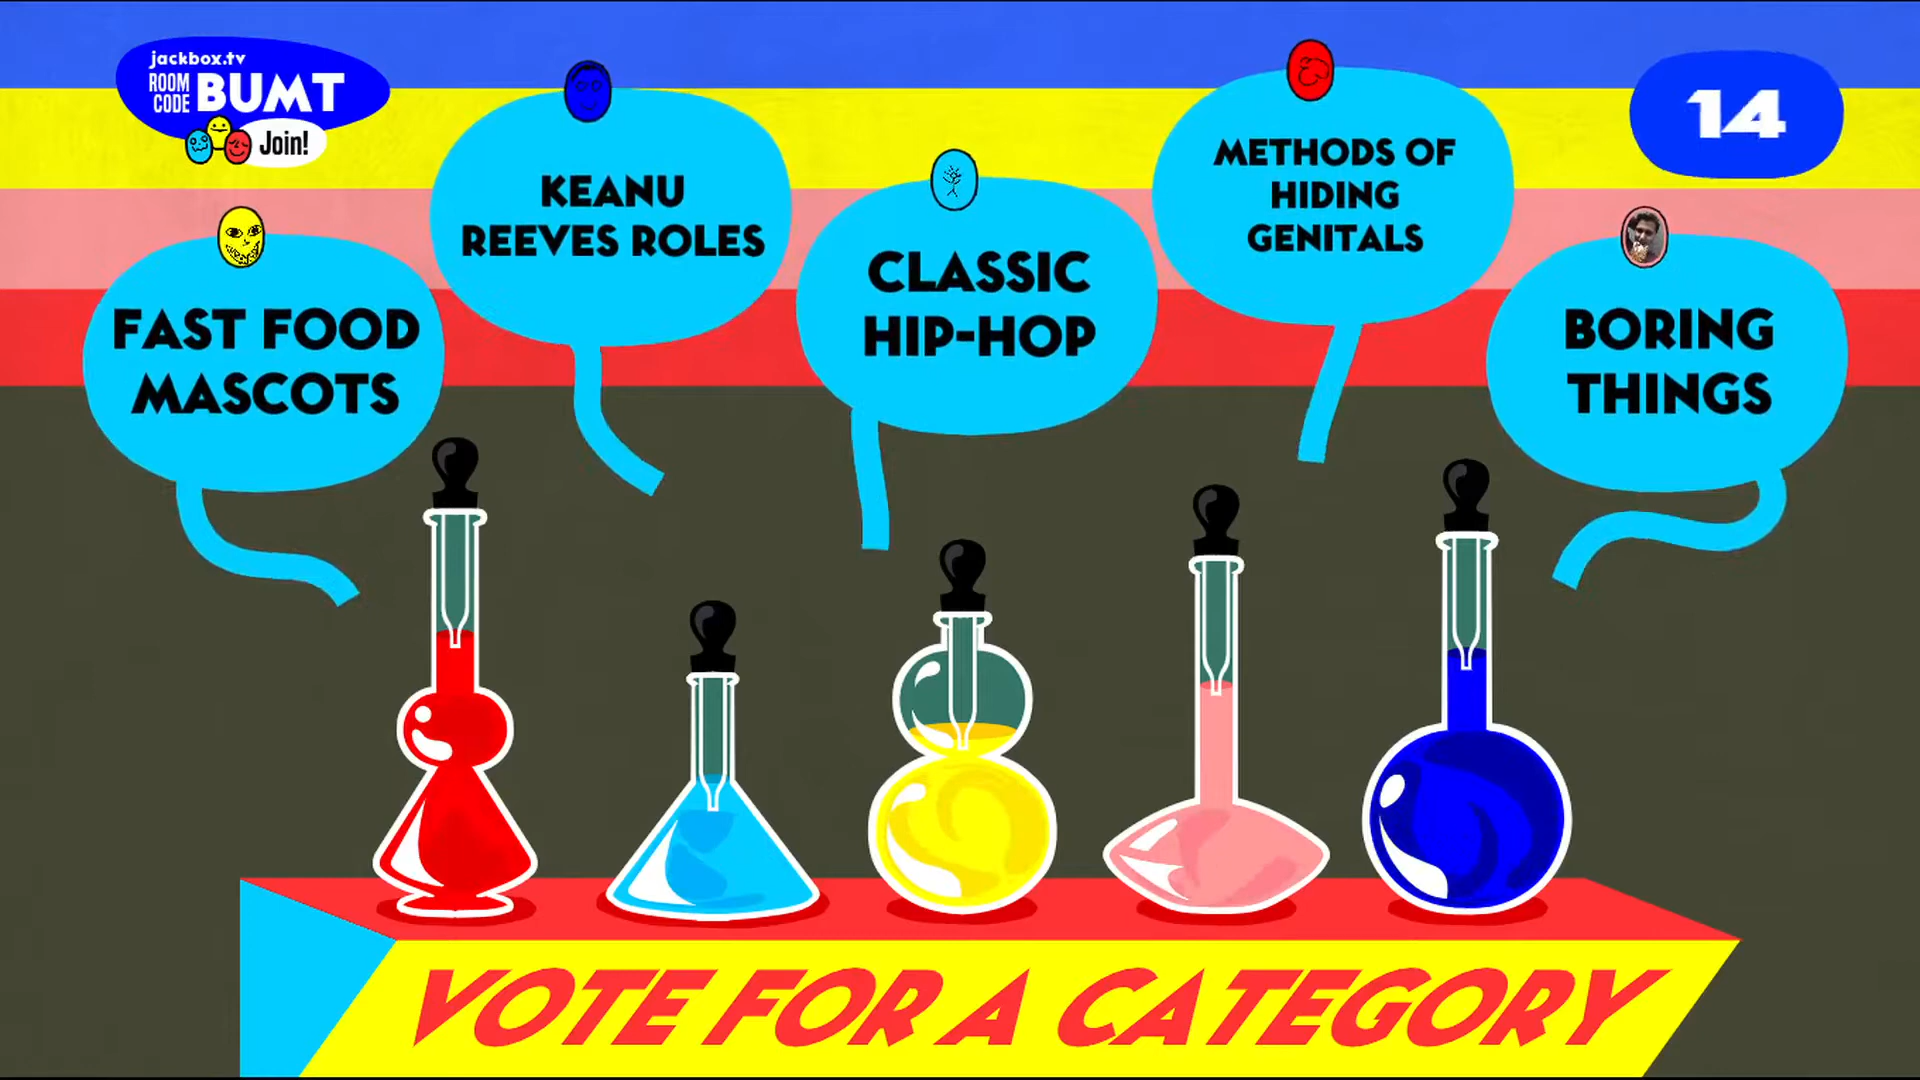 jackbox.tv
ROOM
CODE
BUMT
Join!
KEANU
REEVES ROLES
METHODS OF
HIDING
GENITALS
14
FAST FOOD
MASCOTS
CLASSIC
HIP-HOP
BORING
THINGS
VOTE FOR A CATEGORY